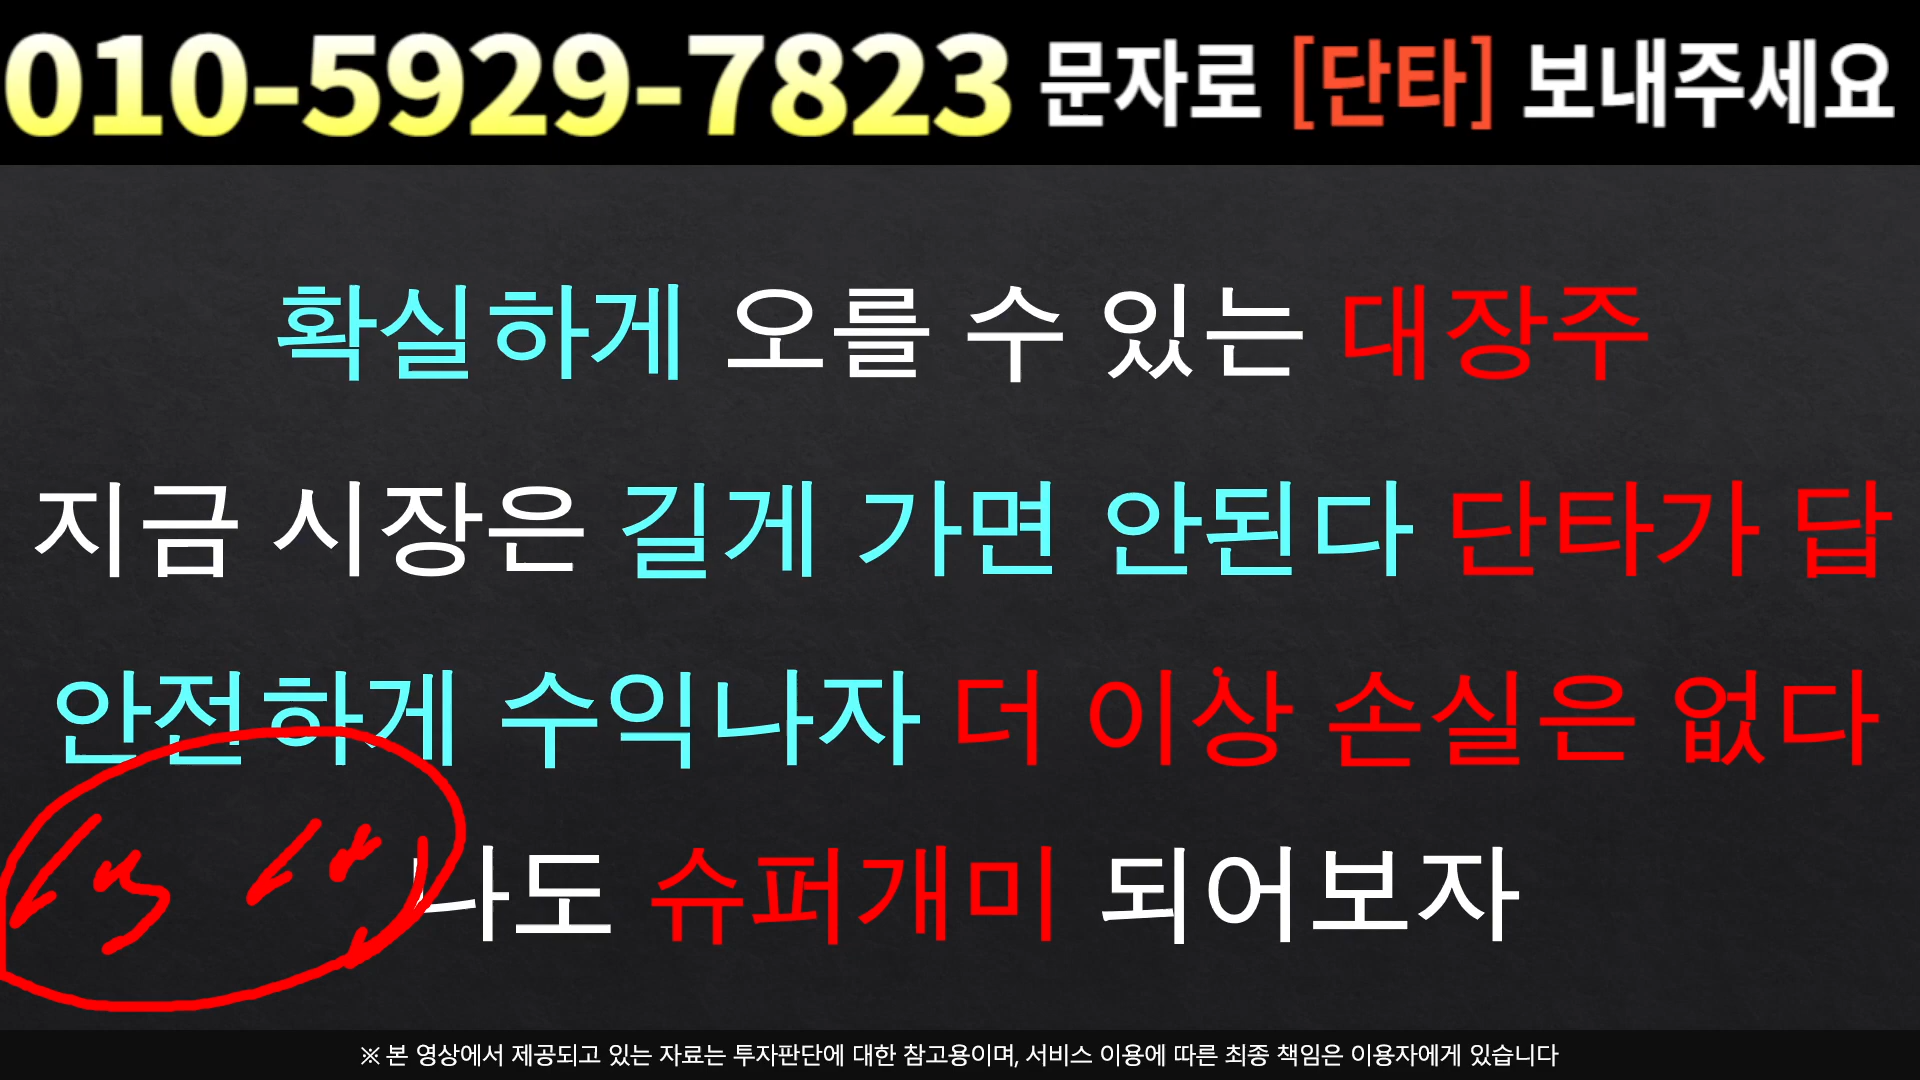 010-5929-7823 문자로 [단타] 보내주세요
확실하게 오를 수 있는 대장주
지금 시장은 길게 가면 안된다 단타가 답
안전하게 수익나자 더 이상 손실은 없다
나도 슈퍼개미 되어보자
※ 본 영상에서 제공되고 있는 자료는 투자판단에 대한 참고용이며, 서비스 이용에 따른 최종 책임은 이용자에게 있습니다